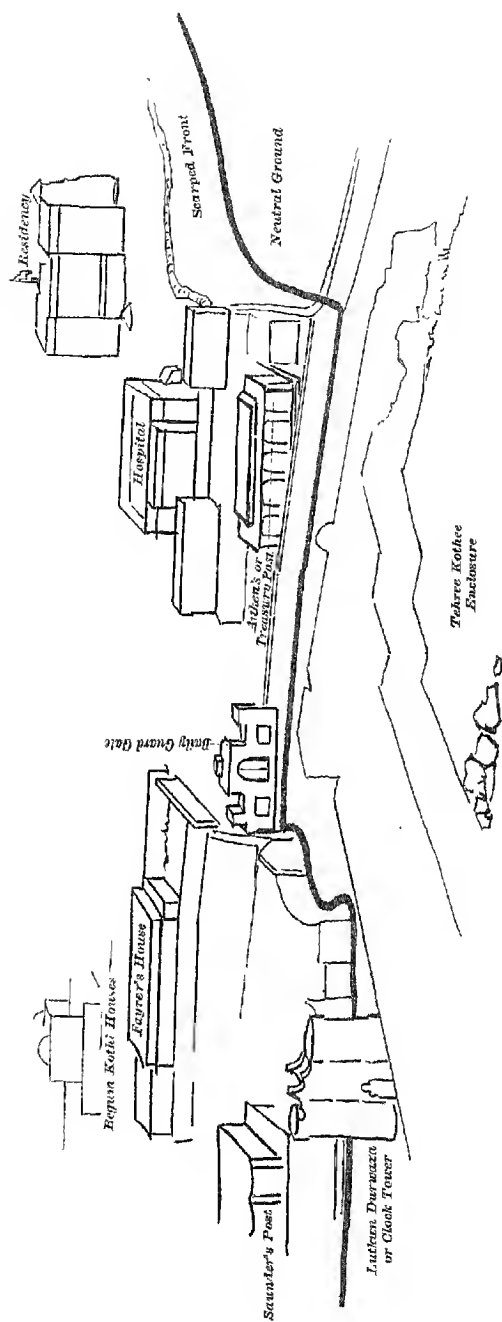 Residency
Scarped Front
Neutral Ground
Hospital
Aitken's or
Treasury Post
Baily Guard Gate
Begum Kothi Houses
Fayrer's House
Saunder's Post
Lutkun Durwaza
or Clock Tower
Tehree Kothee
Enclosure